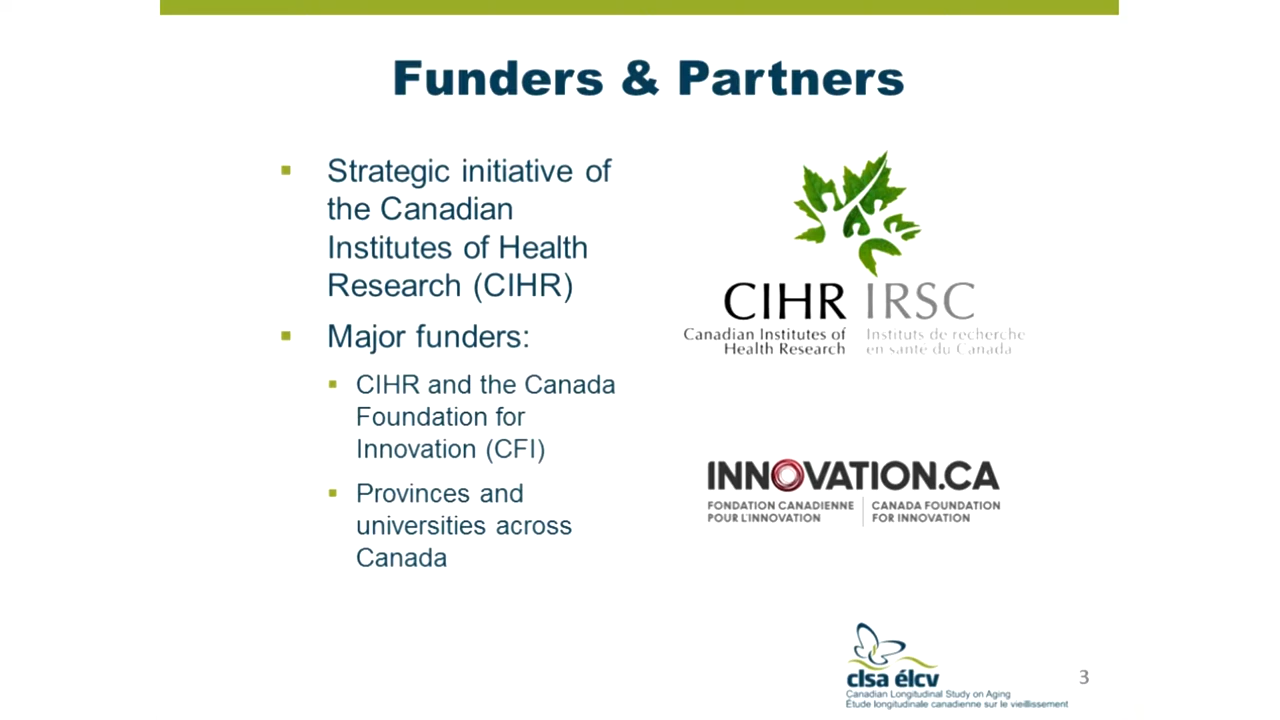 Funders & Partners
▪ Strategic initiative of
the Canadian
Institutes of Health
Research (CIHR)
▪ Major funders:
▪ CIHR and the Canada
Foundation for
Innovation (CFI)
▪ Provinces and
universities across
Canada
CIHR IRSC
Canadian Institutes of
Health Research
Instituts de recherche
en santé du Canada
INNOVATION.CA
FONDATION CANADIENNE
POUR L'INNOVATION
CANADA FOUNDATION
FOR INNOVATION
clsa élcv
Canadian Longitudinal Study on Aging
Étude longitudinale canadienne sur le vieillissement
3